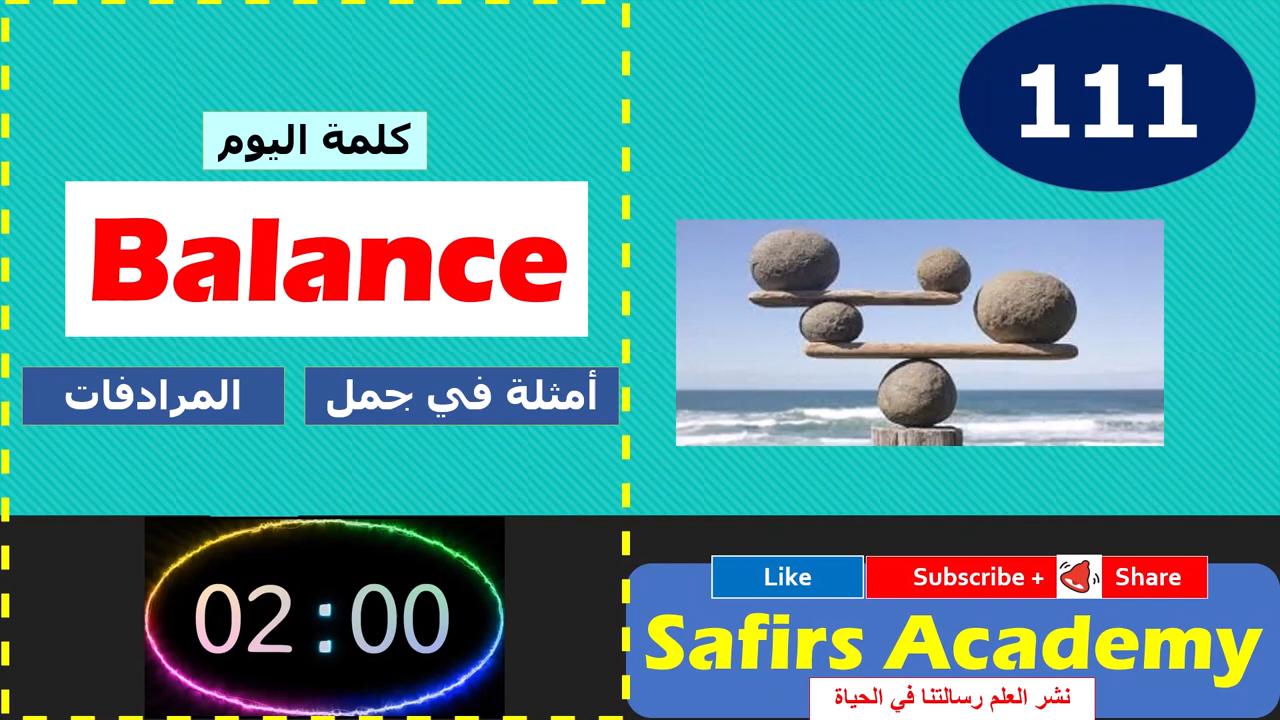 111
كلمة اليوم
Balance
أمثلة في جمل
المرادفات
02:00
Like
Subscribe +
Share
Safirs Academy
نشر العلم رسالتنا في الحياة